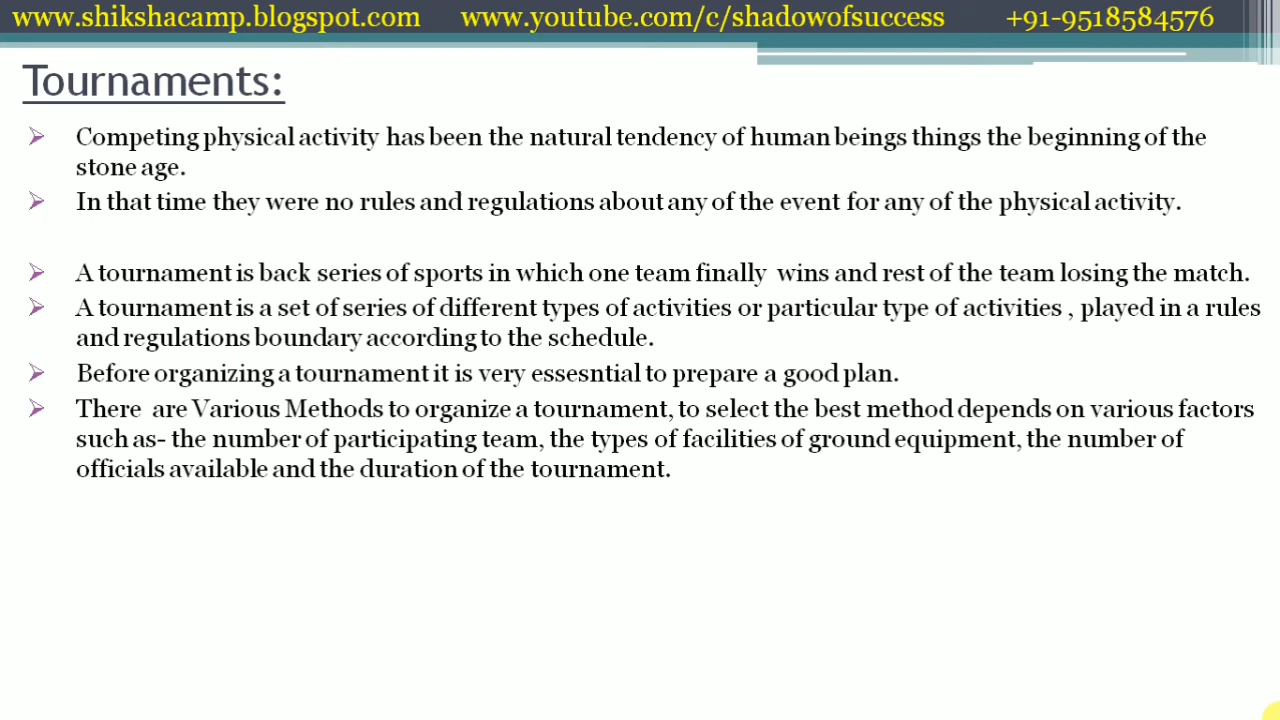 www.shikshacamp.blogspot.com www.youtube.com/c/shadowofsuccess +91-9518584576
Tournaments:
Competing physical activity has been the natural tendency of human beings things the beginning of the
stone age.
In that time they were no rules and regulations about any of the event for any of the physical activity.
A tournament is back series of sports in which one team finally wins and rest of the team losing the match.
A tournament is a set of series of different types of activities or particular type of activities , played in a rules
and regulations boundary according to the schedule.
Before organizing a tournament it is very essesntial to prepare a good plan.
There are Various Methods to organize a tournament, to select the best method depends on various factors
such as- the number of participating team, the types of facilities of ground equipment, the number of
officials available and the duration of the tournament.